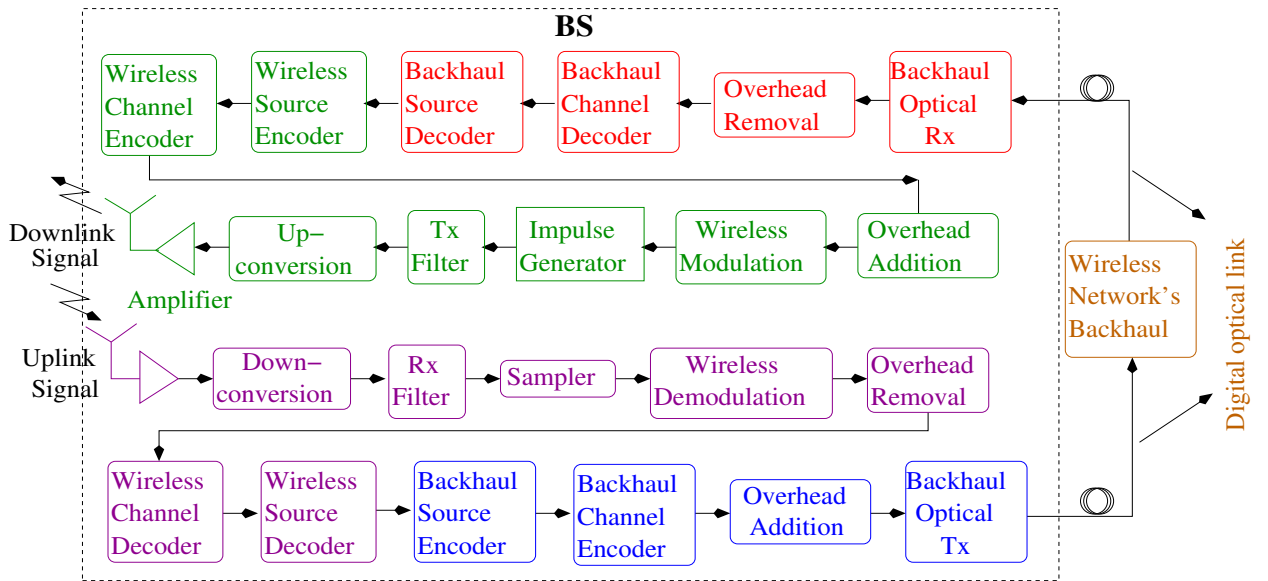 BS
Wireless
Channel
Encoder
Wireless
Source
Encoder
Backhaul
Source
Decoder
Backhaul
Channel
Decoder
Overhead
Removal
Backhaul
Optical
Rx
Downlink
Signal
Amplifier
Up−
conversion
Tx
Filter
Impulse
Generator
Wireless
Modulation
Overhead
Addition
Wireless
Network's
Backhaul
Digital optical link
Uplink
Signal
Down−
conversion
Rx
Filter
Sampler
Wireless
Demodulation
Overhead
Removal
Wireless
Channel
Decoder
Wireless
Source
Decoder
Backhaul
Source
Encoder
Backhaul
Channel
Encoder
Overhead
Addition
Backhaul
Optical
Tx